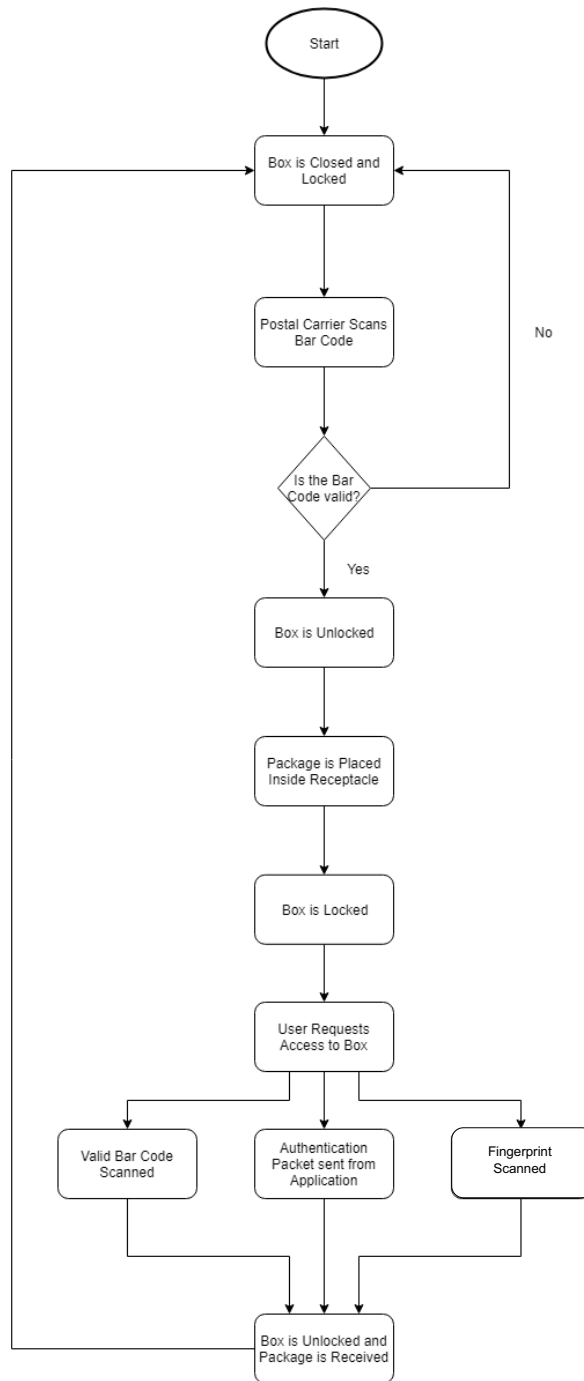 Start
Box is Closed and
Locked
Postal Carrier Scans
Bar Code
No
Is the Bar
Code valid?
Yes
Box is Unlocked
Package is Placed
Inside Receptacle
Box is Locked
User Requests
Access to Box
Valid Bar Code
Scanned
Authentication
Packet sent from
Application
Fingerprint
Scanned
Box is Unlocked and
Package is Received